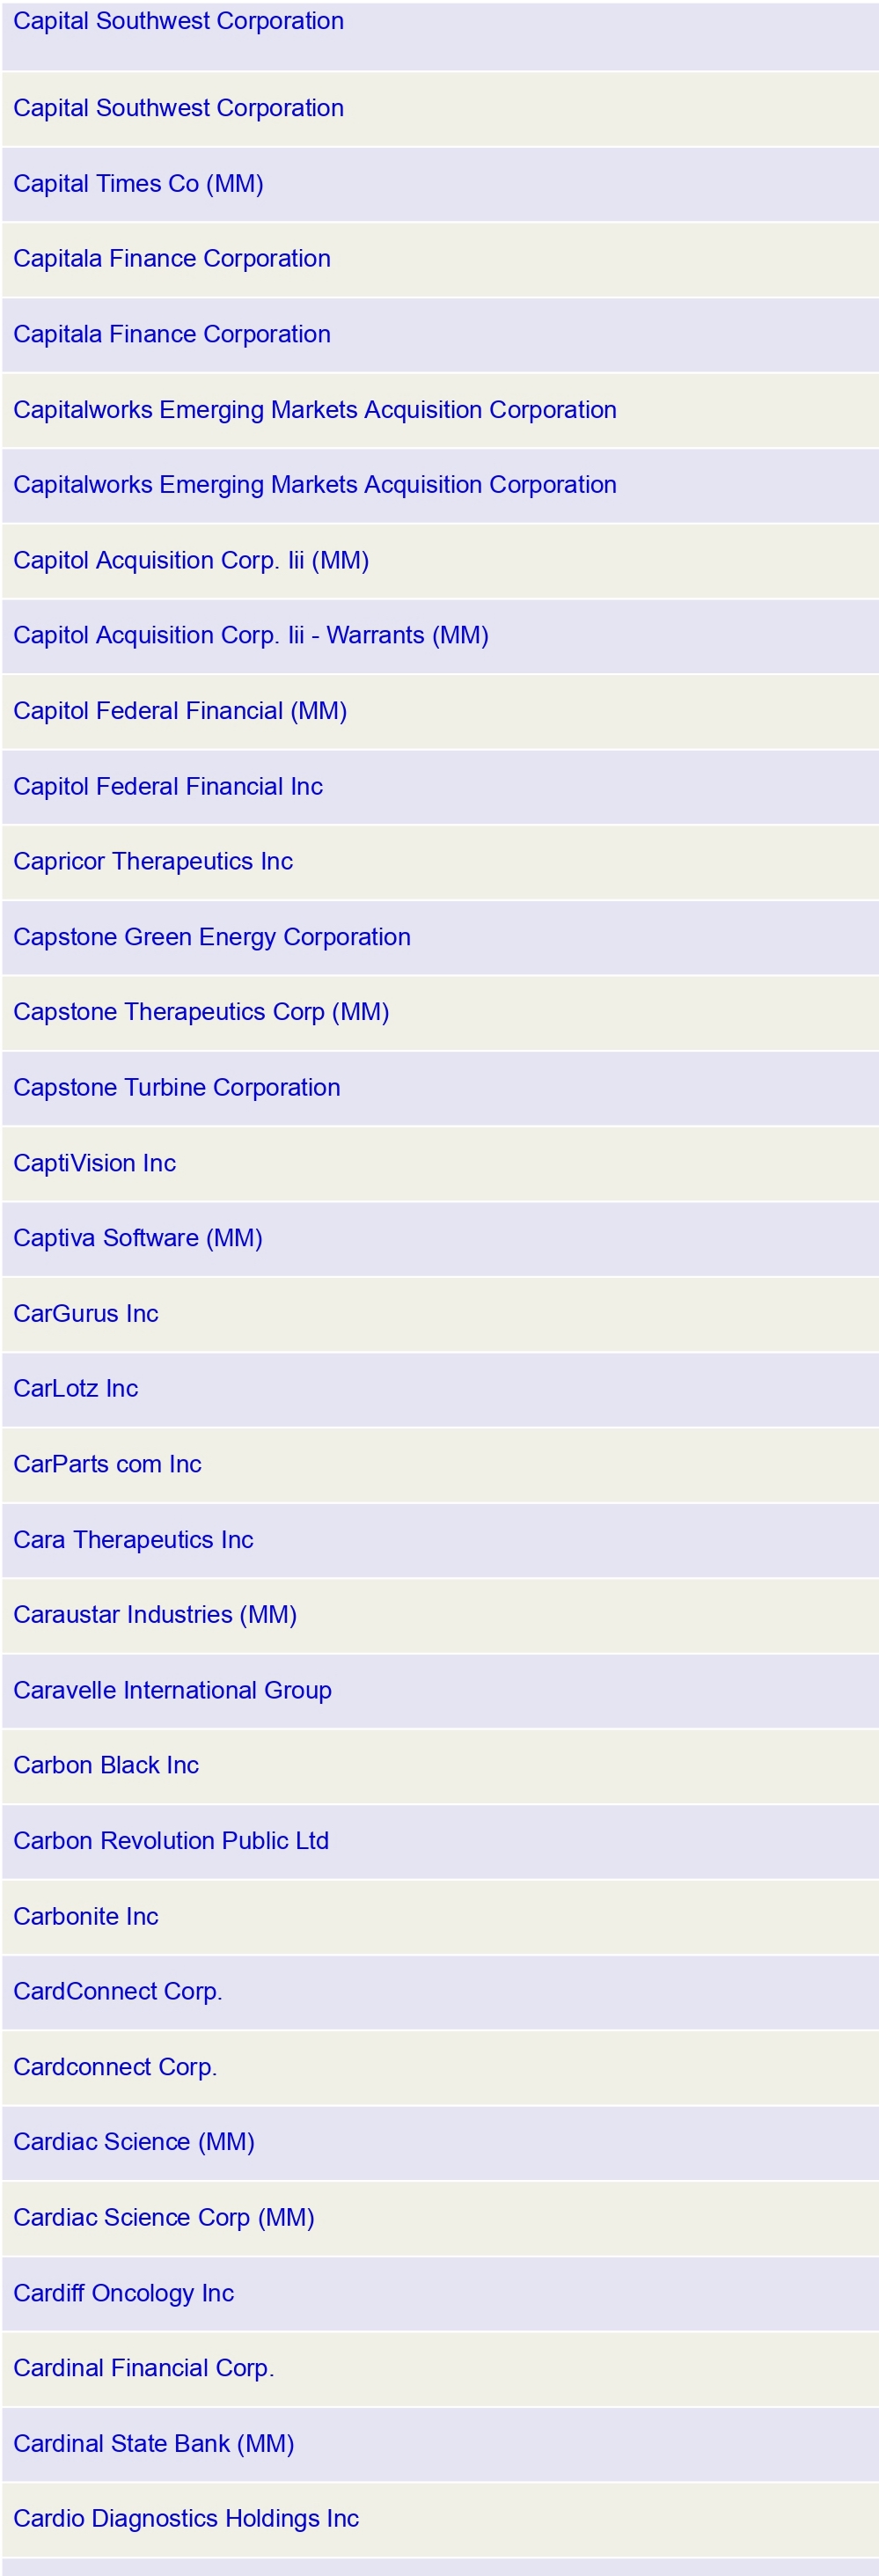 Capital Southwest Corporation
Capital Southwest Corporation
Capital Times Co (MM)
Capitala Finance Corporation
Capitala Finance Corporation
Capitalworks Emerging Markets Acquisition Corporation
Capitalworks Emerging Markets Acquisition Corporation
Capitol Acquisition Corp. Iii (MM)
Capitol Acquisition Corp. Iii - Warrants (MM)
Capitol Federal Financial (MM)
Capitol Federal Financial Inc
Capricor Therapeutics Inc
Capstone Green Energy Corporation
Capstone Therapeutics Corp (MM)
Capstone Turbine Corporation
CaptiVision Inc
Captiva Software (MM)
CarGurus Inc
CarLotz Inc
CarParts com Inc
Cara Therapeutics Inc
Caraustar Industries (MM)
Caravelle International Group
Carbon Black Inc
Carbon Revolution Public Ltd
Carbonite Inc
CardConnect Corp.
Cardconnect Corp.
Cardiac Science (MM)
Cardiac Science Corp (MM)
Cardiff Oncology Inc
Cardinal Financial Corp.
Cardinal State Bank (MM)
Cardio Diagnostics Holdings Inc